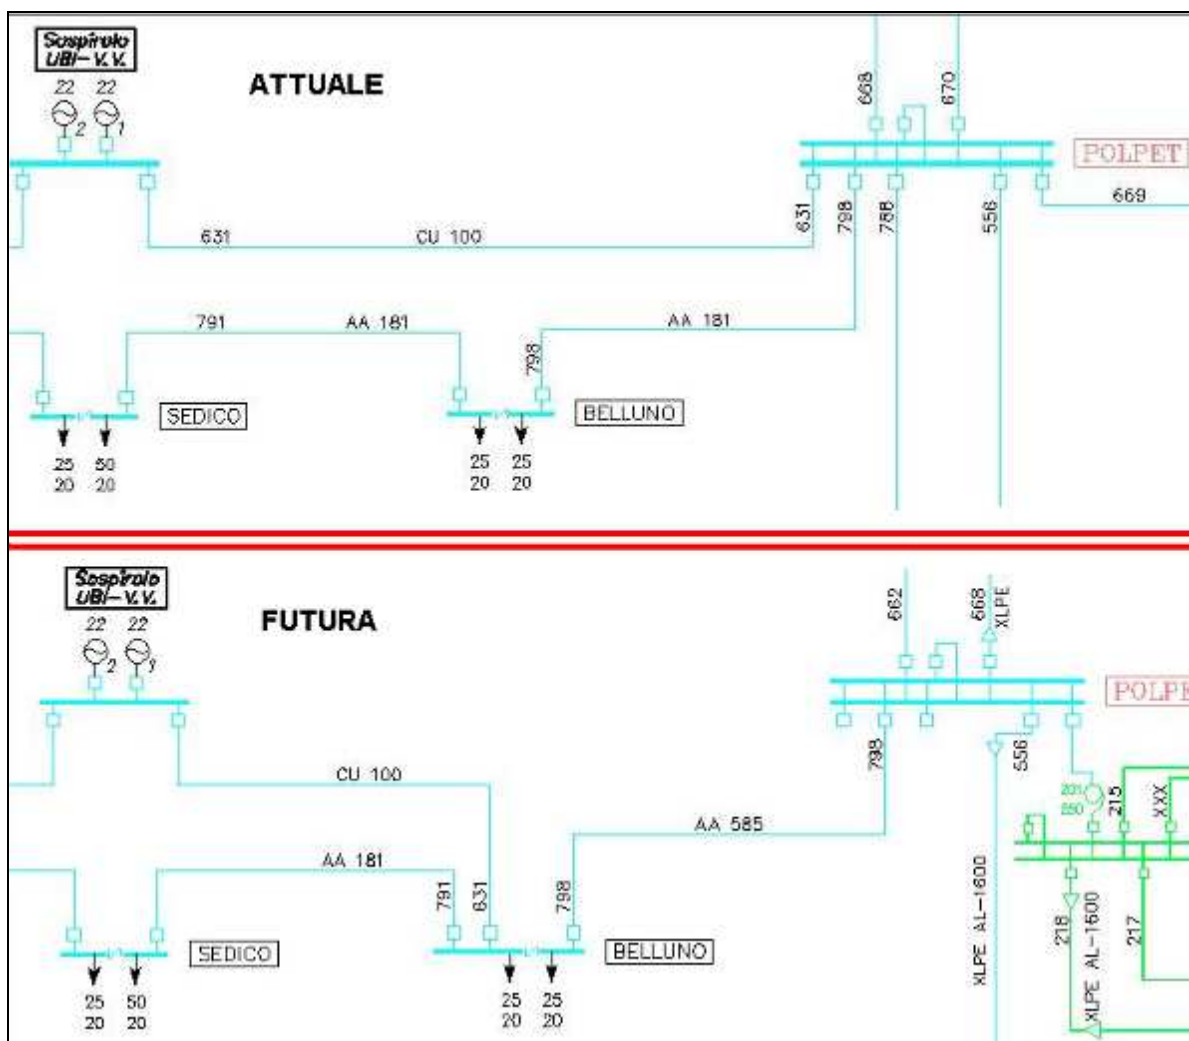 Sospirolo
UBI-V.V.
22 22
2 1
ATTUALE
668
670
POLPET
669
631
798
788
556
631 CU 100
791 AA 181
798
AA 181
SEDICO
BELLUNO
25 50
20 20
25 25
20 20
Sospirolo
UBI-V.V.
22 22
2 1
FUTURA
662
668
XLPE
POLPE
798
556
CU 100
AA 585
AA 181
791
631
798
201
250
215
XXX
XLPE AL-1600
218
XLPE AL-1600
217
SEDICO
BELLUNO
25 50
20 20
25 25
20 20